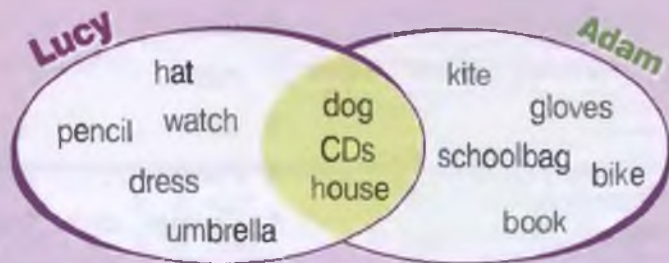 Lucy
Adam
hat
pencil watch
dress
umbrella
dog
CDs
house
kite
gloves
schoolbag
bike
book